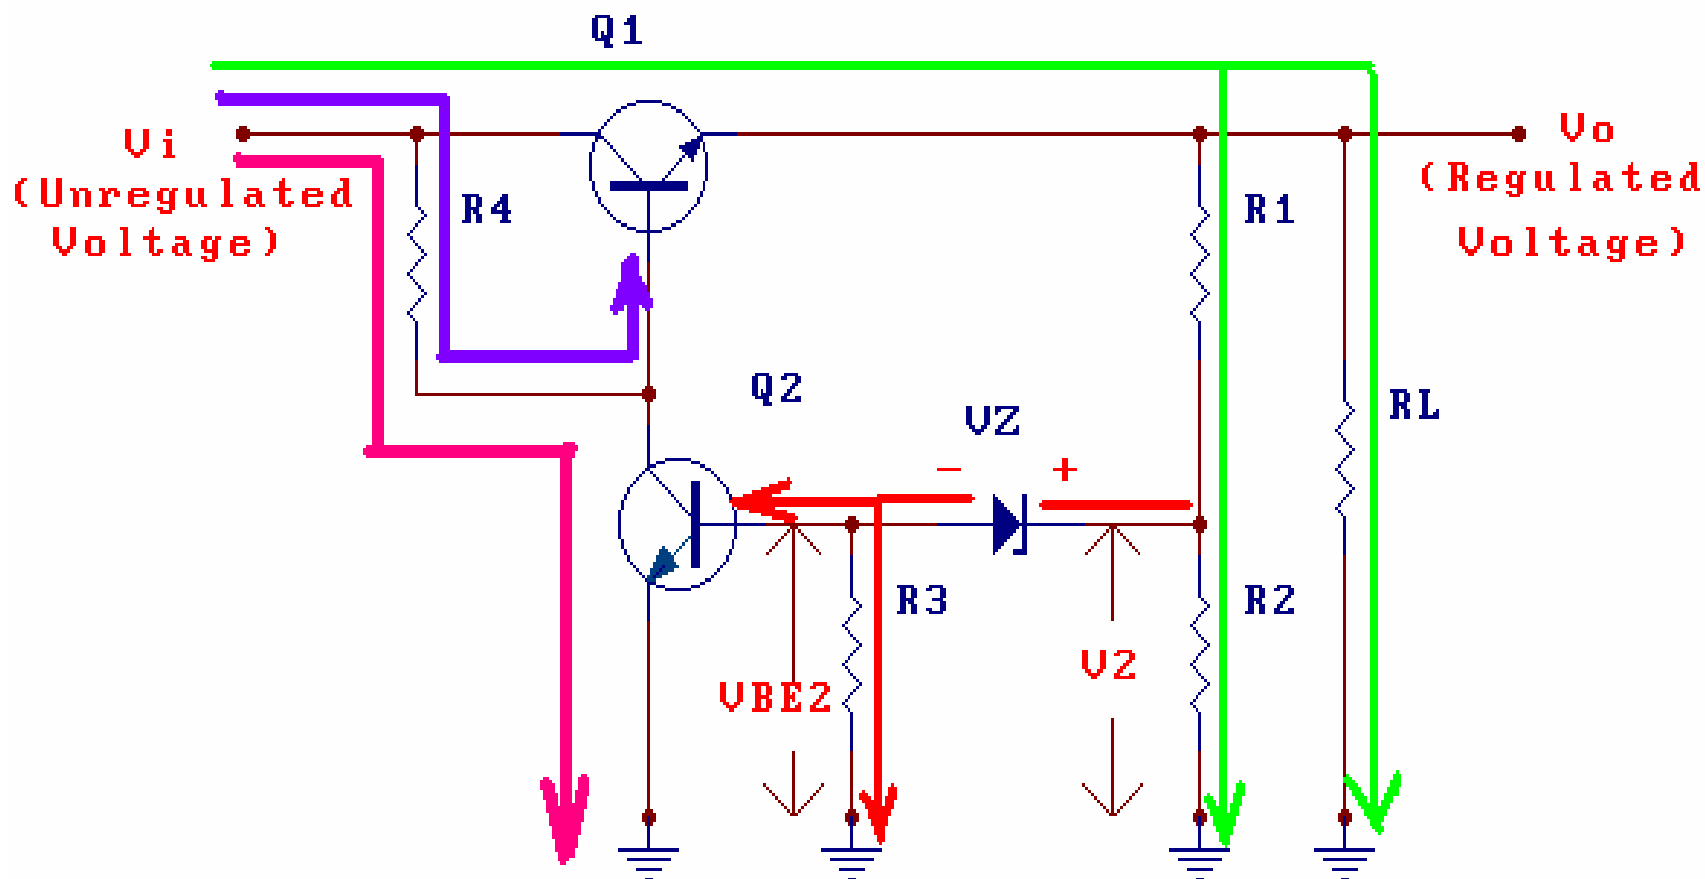 Q1
Vi
(Unregulated
Voltage)
R4
R1
Vo
(Regulated
Voltage)
Q2
VZ
- +
RL
R3
R2
VBE2
V2